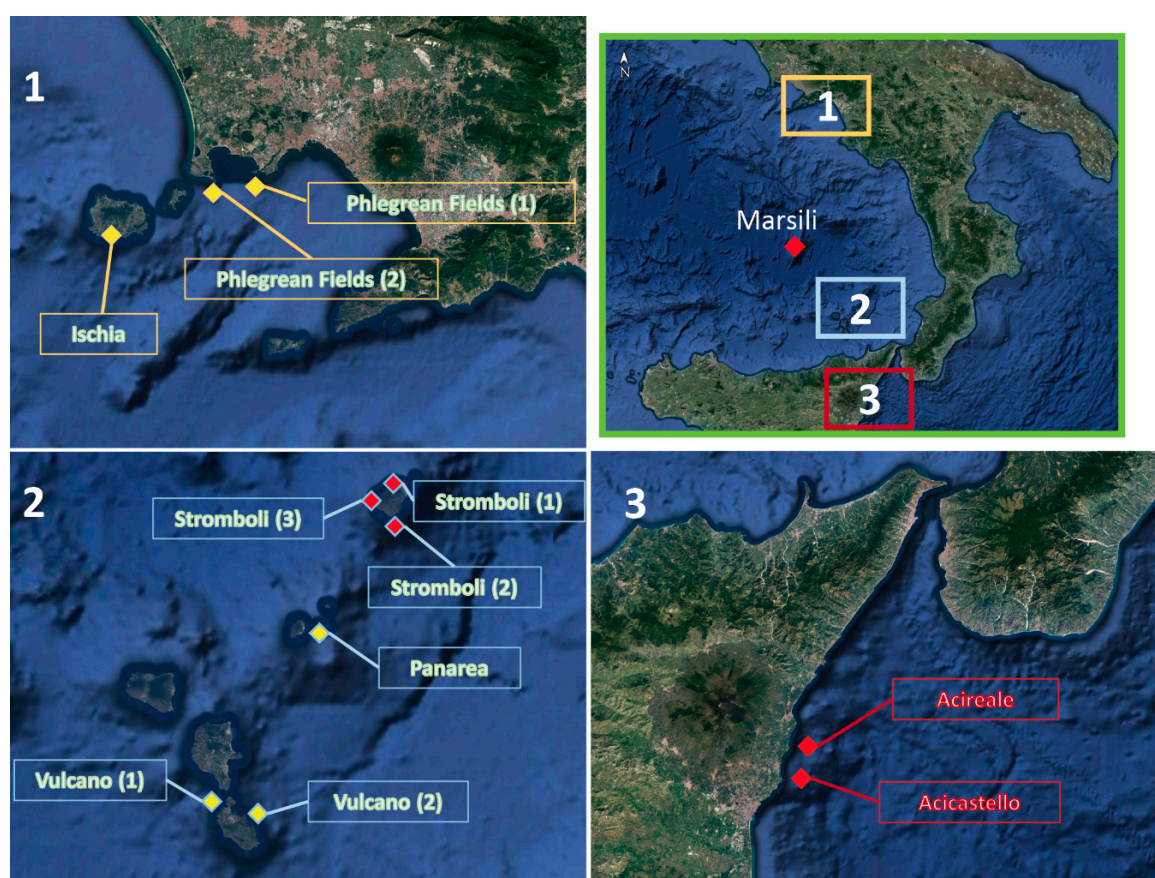 1
Phlegrean Fields (1)
Phlegrean Fields (2)
Ischia
N
1
Marsili
2
3
2
Stromboli (1)
Stromboli (3)
Stromboli (2)
Panarea
Vulcano (1)
Vulcano (2)
3
Acireale
Acicastello